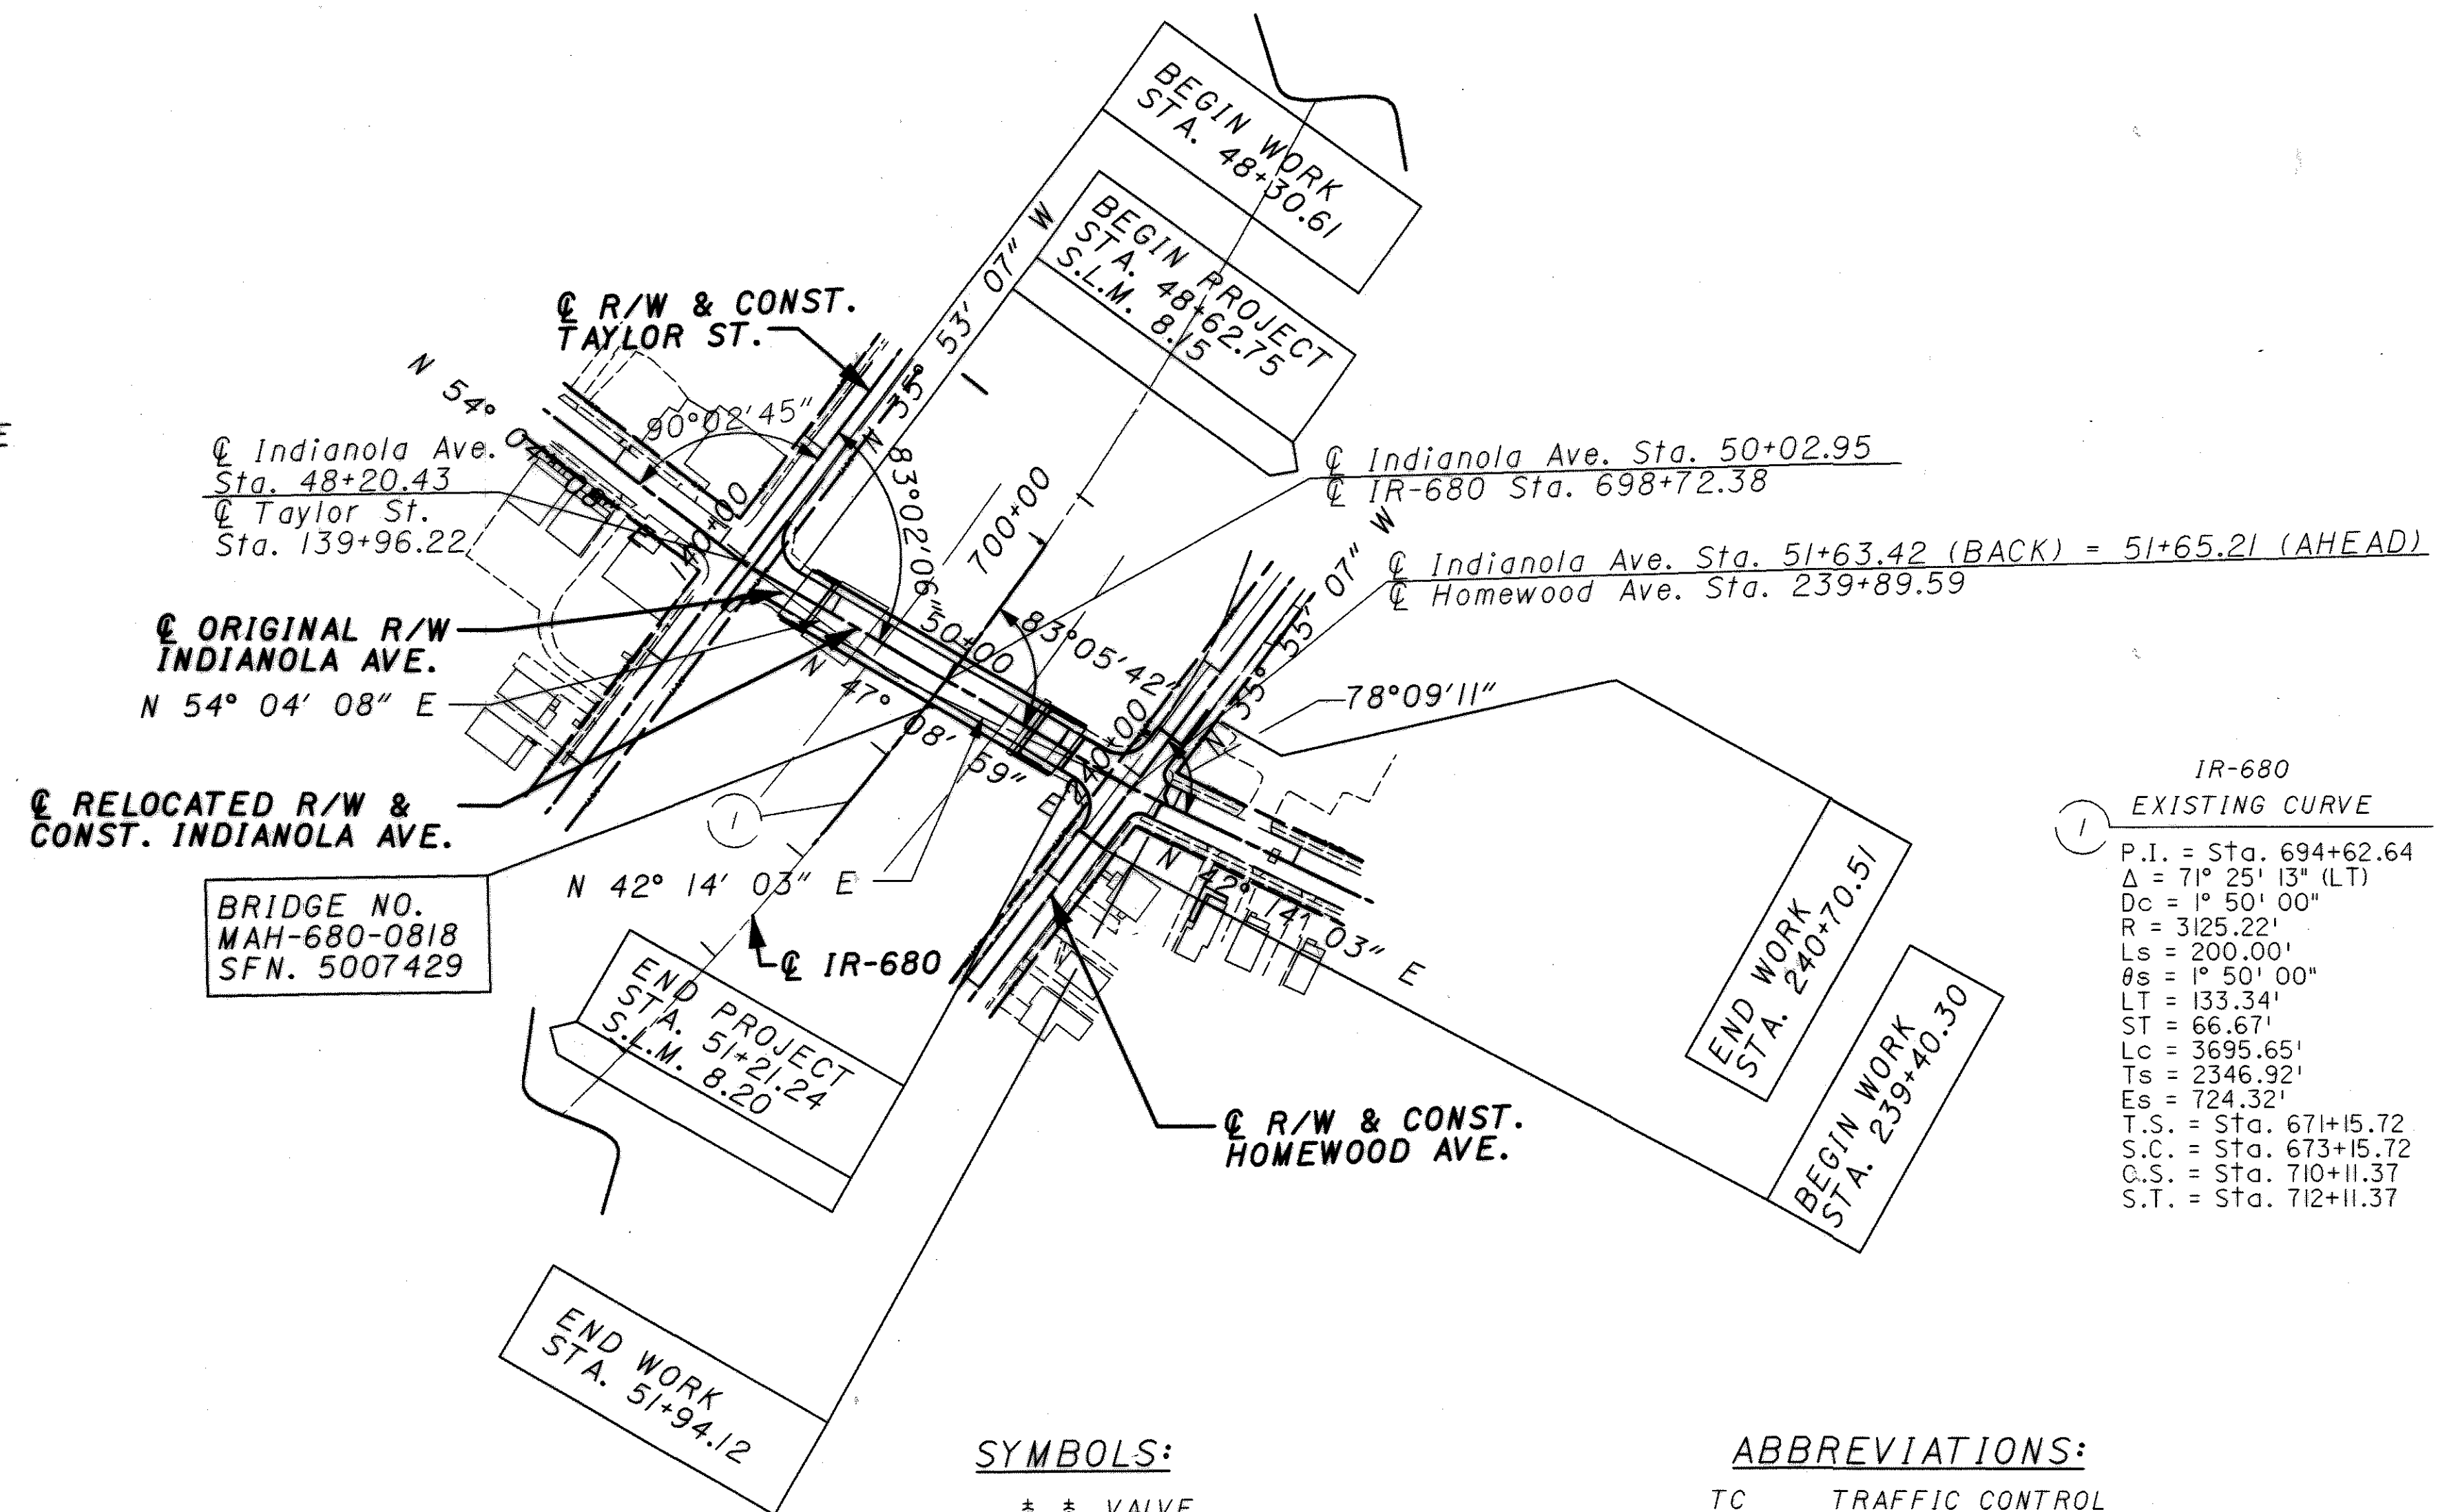 BEGIN WORK
STA. 48+30.61
BEGIN PROJECT
STA. 48+62.75
S.L.M. 8.15
℄ R/W & CONST.
TAYLOR ST.
N 35° 53' 07" W
90°02'45"
N 54° 04' 08"
℄ Indianola Ave.
Sta. 48+20.43
℄ Taylor St.
Sta. 139+96.22
40+00
83°02'06"
700+00
℄ Indianola Ave. Sta. 50+02.95
℄ IR-680 Sta. 698+72.38
℄ Indianola Ave. Sta. 51+63.42 (BACK) = 51+65.21 (AHEAD)
℄ Homewood Ave. Sta. 239+89.59
N 35° 55' 07" W
℄ ORIGINAL R/W
INDIANOLA AVE.
N 54° 04' 08" E
50+00
83°05'42"
N 47° 08' 59" E
78°09'11"
℄ RELOCATED R/W &
CONST. INDIANOLA AVE.
1
BRIDGE NO.
MAH-680-0818
SFN. 5007429
N 42° 14' 03" E
240+00
N 42° 14' 03" E
℄ IR-680
END PROJECT
STA. 51+21.24
S.L.M. 8.20
END WORK
STA. 240+70.51
BEGIN WORK
STA. 239+40.30
℄ R/W & CONST.
HOMEWOOD AVE.
END WORK
STA. 51+94.12
IR-680
1
EXISTING CURVE
P.I. = Sta. 694+62.64
Δ = 71° 25' 13" (LT)
Dc = 1° 50' 00"
R = 3125.22'
Ls = 200.00'
θs = 1° 50' 00"
LT = 133.34'
ST = 66.67'
Lc = 3695.65'
Ts = 2346.92'
Es = 724.32'
T.S. = Sta. 671+15.72
S.C. = Sta. 673+15.72
C.S. = Sta. 710+11.37
S.T. = Sta. 712+11.37
SYMBOLS:
* * VALVE
ABBREVIATIONS:
TC TRAFFIC CONTROL